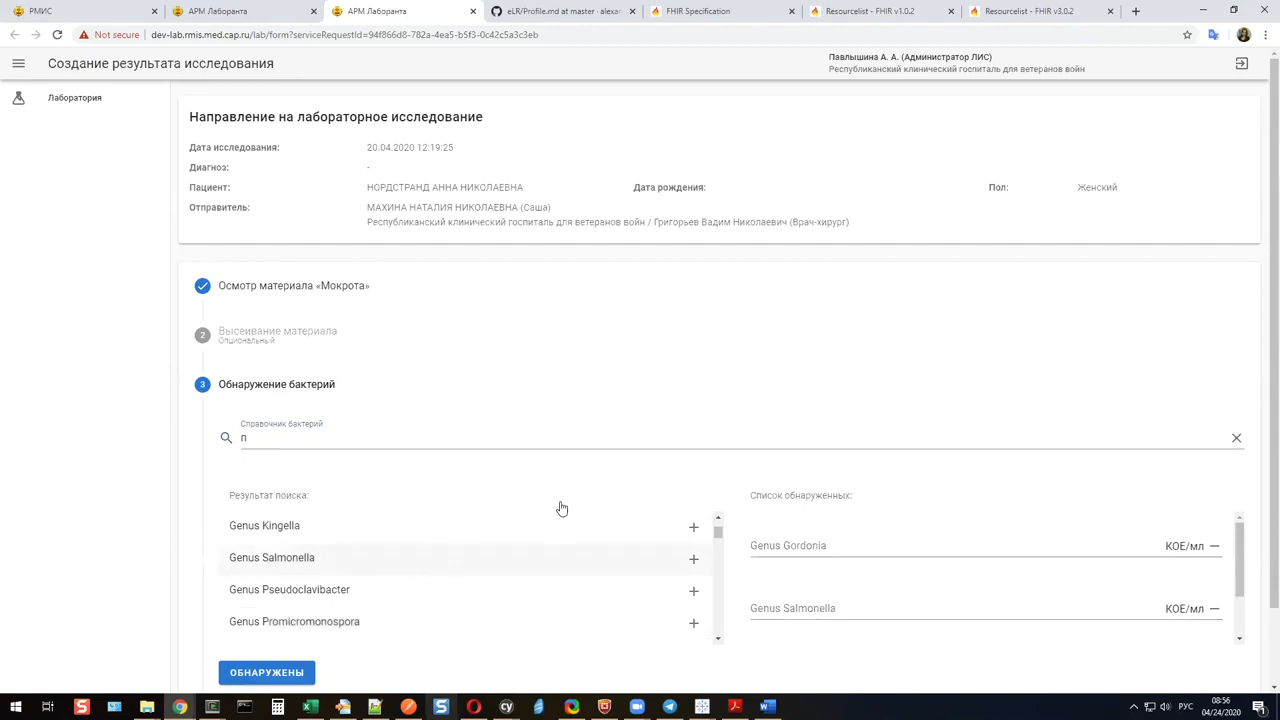 РМИС
АРМ Лаборанта
АРМ Лаборанта
eLR/Profile.md at master · alexar
FHIR Specification
Resourcelist - FHIR v1.0.2
Resourcelist - FHIR v3.0.2
Not secure
dev-lab.rmis.med.cap.ru/lab/form?serviceRequestId=94f866d8-782a-4ea5-b5f3-0c42c5a3c3eb
Создание результата исследования
Павлышина А. А. (Администратор ЛИС)
Республиканский клинический госпиталь для ветеранов войн
Лаборатория
Направление на лабораторное исследование
Дата исследования: 20.04.2020 12:19:25
Диагноз: -
Пациент: НОРДСТРАНД АННА НИКОЛАЕВНА Дата рождения: Пол: Женский
Отправитель: МАХИНА НАТАЛИЯ НИКОЛАЕВНА (Саша)
Республиканский клинический госпиталь для ветеранов войн / Григорьев Вадим Николаевич (Врач-хирург)
Осмотр материала «Мокрота»
2 Высеивание материала
Опциональный
3 Обнаружение бактерий
Справочник бактерий
п
Результат поиска:
Genus Kingella
Genus Salmonella
Genus Pseudoclavibacter
Genus Promicromonospora
Список обнаруженных:
Genus Gordonia КОЕ/мл
Genus Salmonella КОЕ/мл
ОБНАРУЖЕНЫ
РУС
08:56
04/24/2020